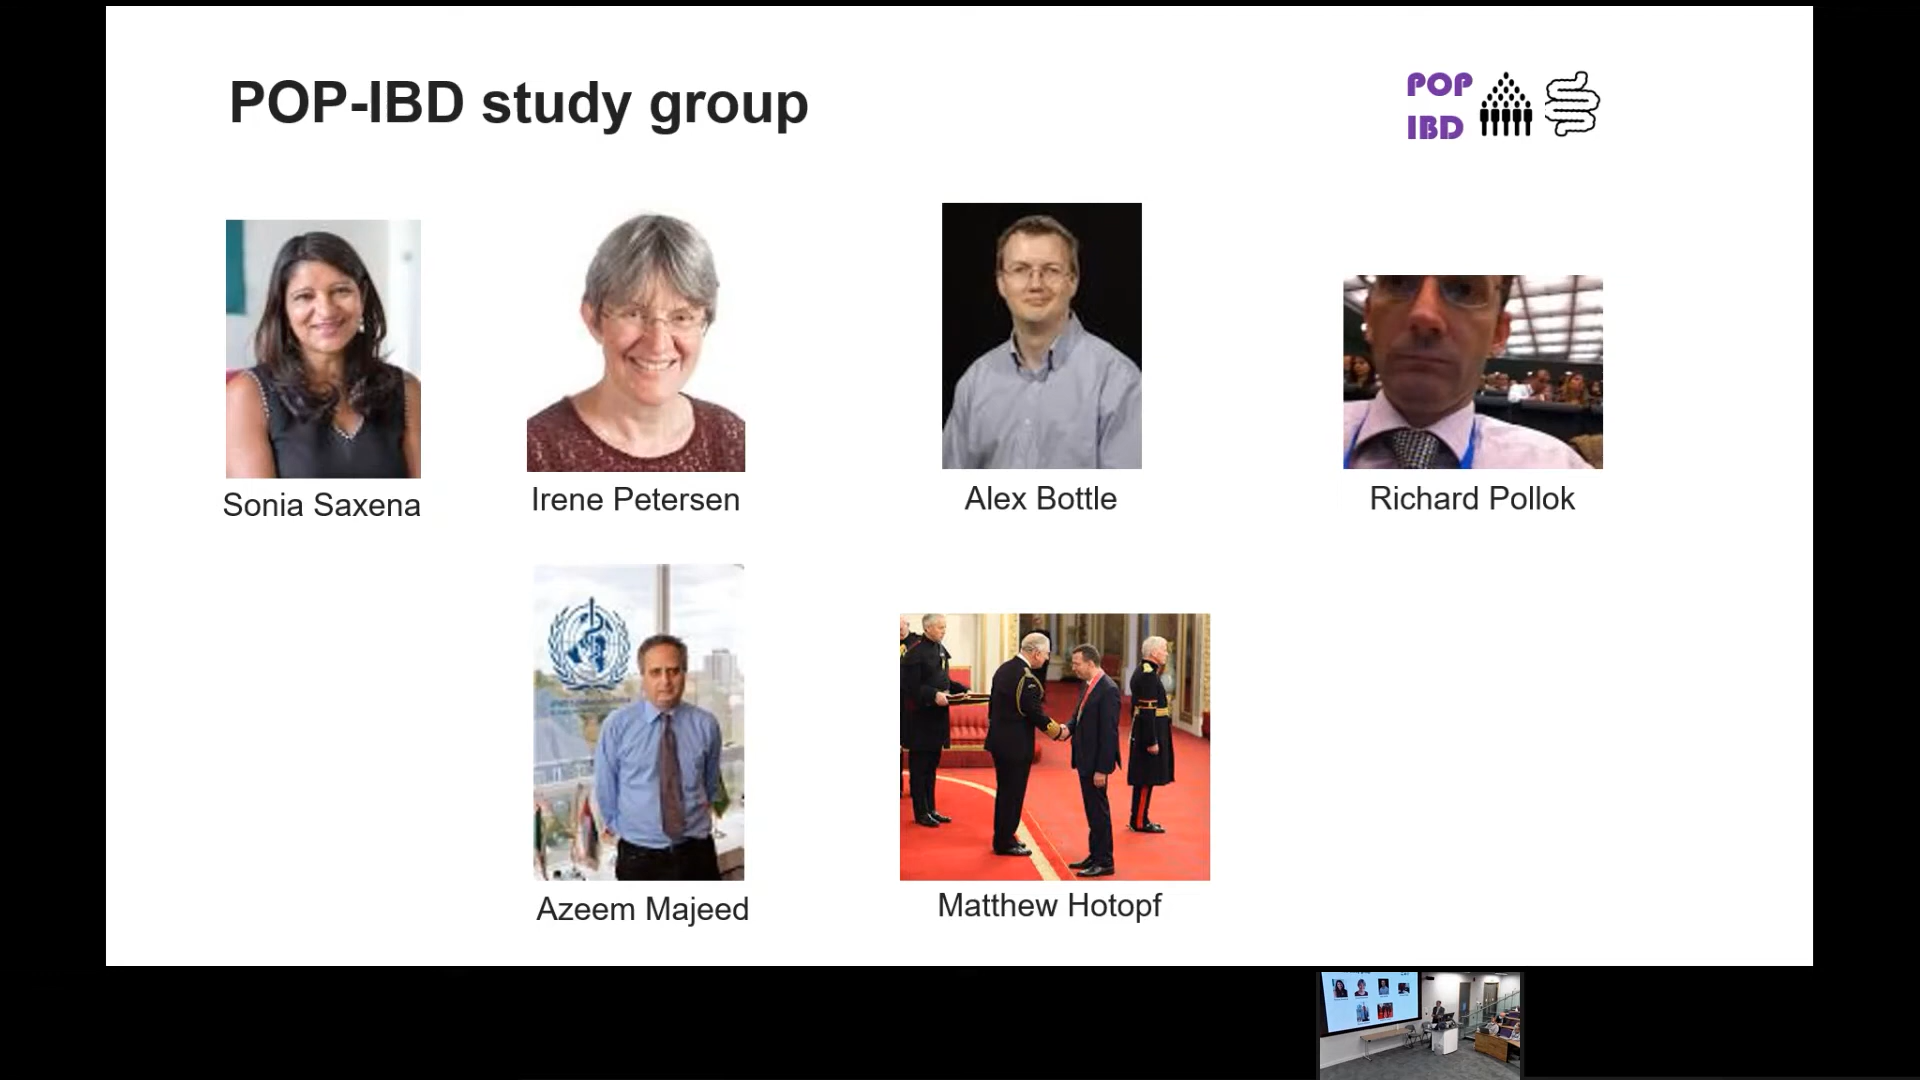 POP-IBD study group
POP
IBD
Sonia Saxena
Irene Petersen
Alex Bottle
Richard Pollok
Azeem Majeed
Matthew Hotopf